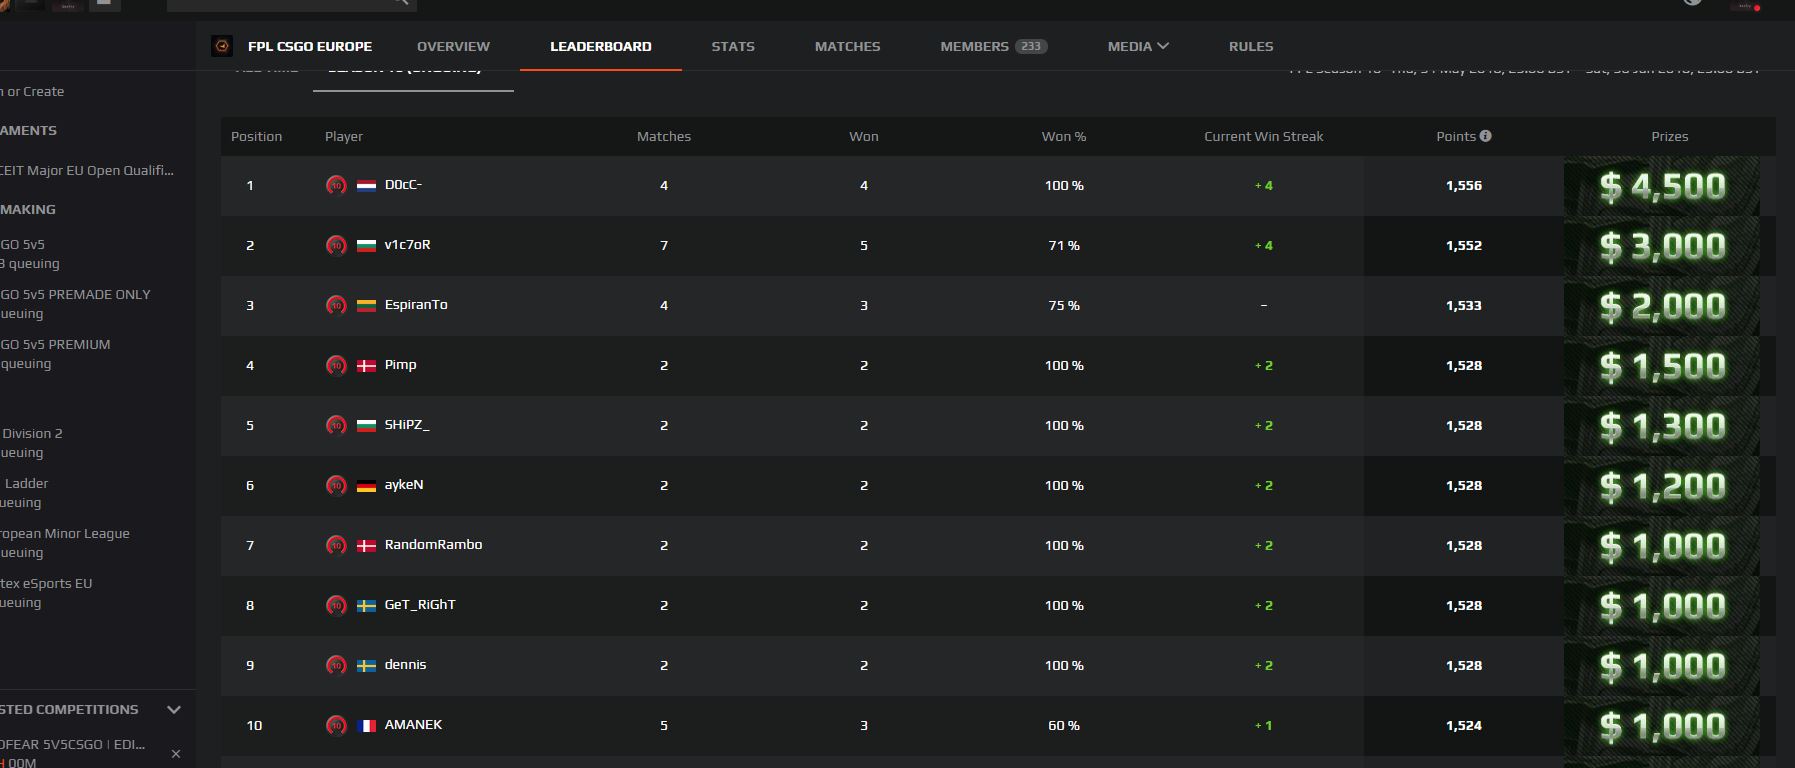 FPL CSGO EUROPE OVERVIEW LEADERBOARD STATS MATCHES MEMBERS 233 MEDIA RULES
or Create
AMENTS
CEIT Major EU Open Qualifi...
MAKING
GO 5v5
queuing
GO 5v5 PREMADE ONLY
ueuing
GO 5v5 PREMIUM
queuing
Division 2
ueuing
Ladder
ueuing
ropean Minor League
ueuing
tex eSports EU
ueuing
STED COMPETITIONS
OFEAR 5V5CSGO | EDI...
00M
Position Player Matches Won Won % Current Win Streak Points Prizes
1 10 D0cC- 4 4 100 % + 4 1,556 $ 4,500
2 10 v1c7oR 7 5 71 % + 4 1,552 $ 3,000
3 10 EspiranTo 4 3 75 % - 1,533 $ 2,000
4 10 Pimp 2 2 100 % + 2 1,528 $ 1,500
5 10 SHiPZ_ 2 2 100 % + 2 1,528 $ 1,300
6 10 aykeN 2 2 100 % + 2 1,528 $ 1,200
7 10 RandomRambo 2 2 100 % + 2 1,528 $ 1,000
8 10 GeT_RiGhT 2 2 100 % + 2 1,528 $ 1,000
9 10 dennis 2 2 100 % + 2 1,528 $ 1,000
10 10 AMANEK 5 3 60 % + 1 1,524 $ 1,000